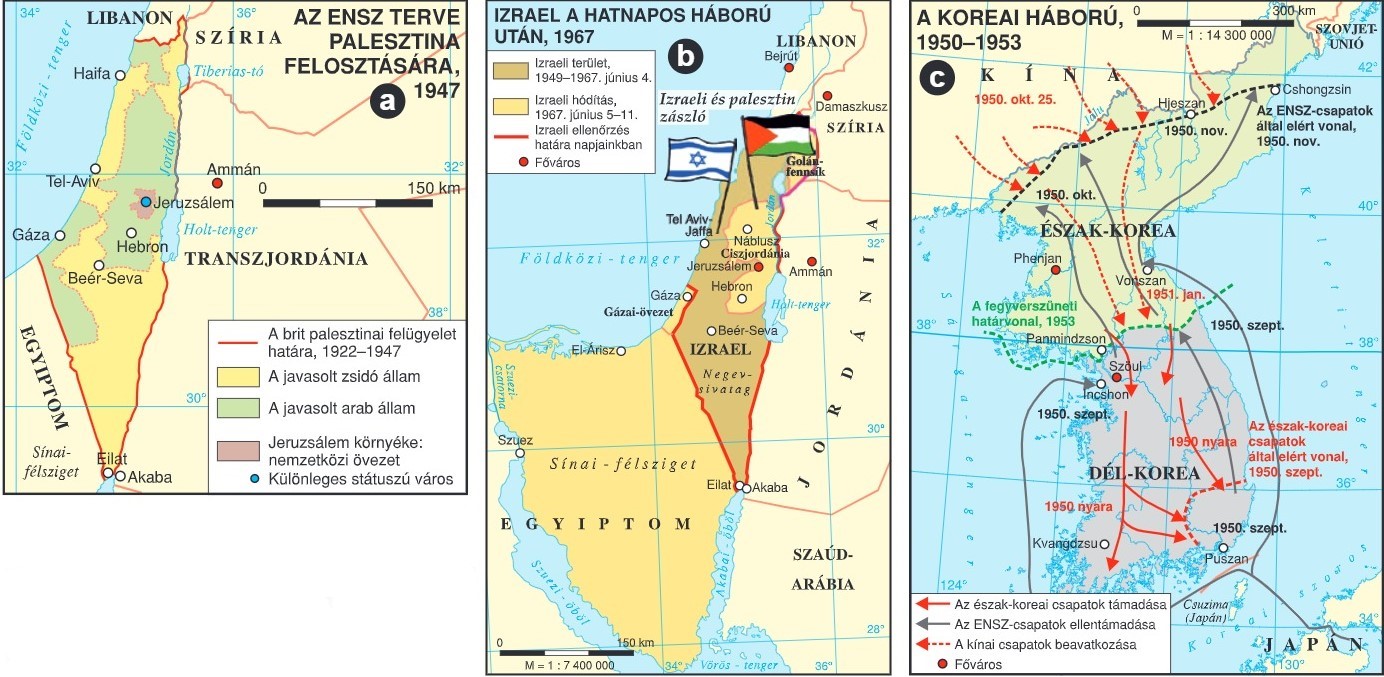 AZ ENSZ TERVE
PALESZTINA
FELOSZTÁSÁRA,
1947
a
34°
36°
LIBANON
SZÍRIA
Földközi-tenger
Haifa
Tiberias-tó
Jordán
32°
32°
Tel-Aviv
Ammán
0 150 km
Jeruzsálem
Gáza
Hebron
Holt-tenger
TRANSZJORDÁNIA
Beér-Seva
38°
EGYIPTOM
30°
Sínai-
félsziget
Eilat
Akaba
A brit palesztinai felügyelet
határa, 1922–1947
A javasolt zsidó állam
A javasolt arab állam
Jeruzsálem környéke:
nemzetközi övezet
Különleges státuszú város
IZRAEL A HATNAPOS HÁBORÚ
UTÁN, 1967
b
Izraeli terület,
1949–1967. június 4.
Izraeli hódítás,
1967. június 5–11.
Izraeli ellenőrzés
határa napjainkban
Főváros
LIBANON
Bejrút
Izraeli és palesztin
zászló
Damaszkusz
SZÍRIA
Golán-
fennsík
Tel Aviv-
Jaffa
Jordán
32°
Náblusz
Ciszjordánia
Földközi-tenger
Jeruzsálem
Ammán
Hebron
Gáza
Holt-tenger
Gázai-övezet
Beér-Seva
El-Árisz
IZRAEL
Negev-
sivatag
JORDÁNIA
Szuezi-
csatorna
Szuez
30°
Sínai-félsziget
Eilat
Akaba
EGYIPTOM
Akabai-öböl
SZAÚD-
ARÁBIA
Szuezi-öböl
28°
0 150 km
M = 1 : 7 400 000
34°
Vörös-tenger
36°
A KOREAI HÁBORÚ,
1950–1953
c
0 300 km
M = 1 : 14 300 000
SZOVJET-
UNIÓ
KÍNA
42°
1950. okt. 25.
Hjeszan
Cshongzsin
Jalu
1950. nov.
Az ENSZ-csapatok
által elért vonal,
1950. nov.
1950. okt.
40°
ÉSZAK-KOREA
Phenjan
Vonszan
1951. jan.
A fegyverszüneti
határvonal, 1953
38°
38°
1950. szept.
Panmindzson
Szöul
Incshon
1950. szept.
1950 nyara
Az észak-koreai
csapatok
által elért vonal,
1950. szept.
DÉL-KOREA
36°
1950 nyara
1950. szept.
Kvangdzsu
Puszan
124°
Csuzima
(Japán)
34°
JAPÁN
130°
Az észak-koreai csapatok támadása
Az ENSZ-csapatok ellentámadása
A kínai csapatok beavatkozása
Főváros